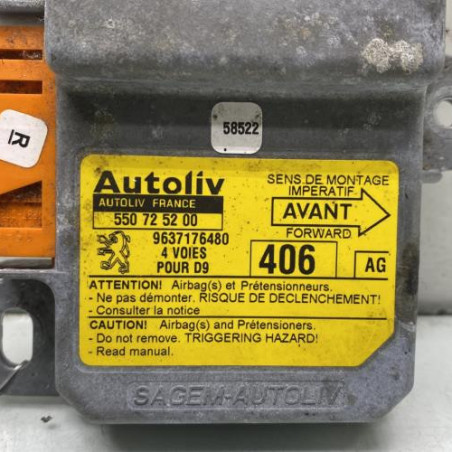 58522
R
Autoliv
AUTOLIV FRANCE
550 72 52 00
9637176480
4 VOIES
POUR D9
SENS DE MONTAGE
IMPERATIF
AVANT
FORWARD
406
AG
ATTENTION! Airbag(s) et Prétensionneurs.
- Ne pas démonter. RISQUE DE DECLENCHEMENT!
- Consulter la notice
CAUTION! Airbag(s) and Pretensioners.
- Do not remove. TRIGGERING HAZARD!
- Read manual.
SAGEM-AUTOLIV